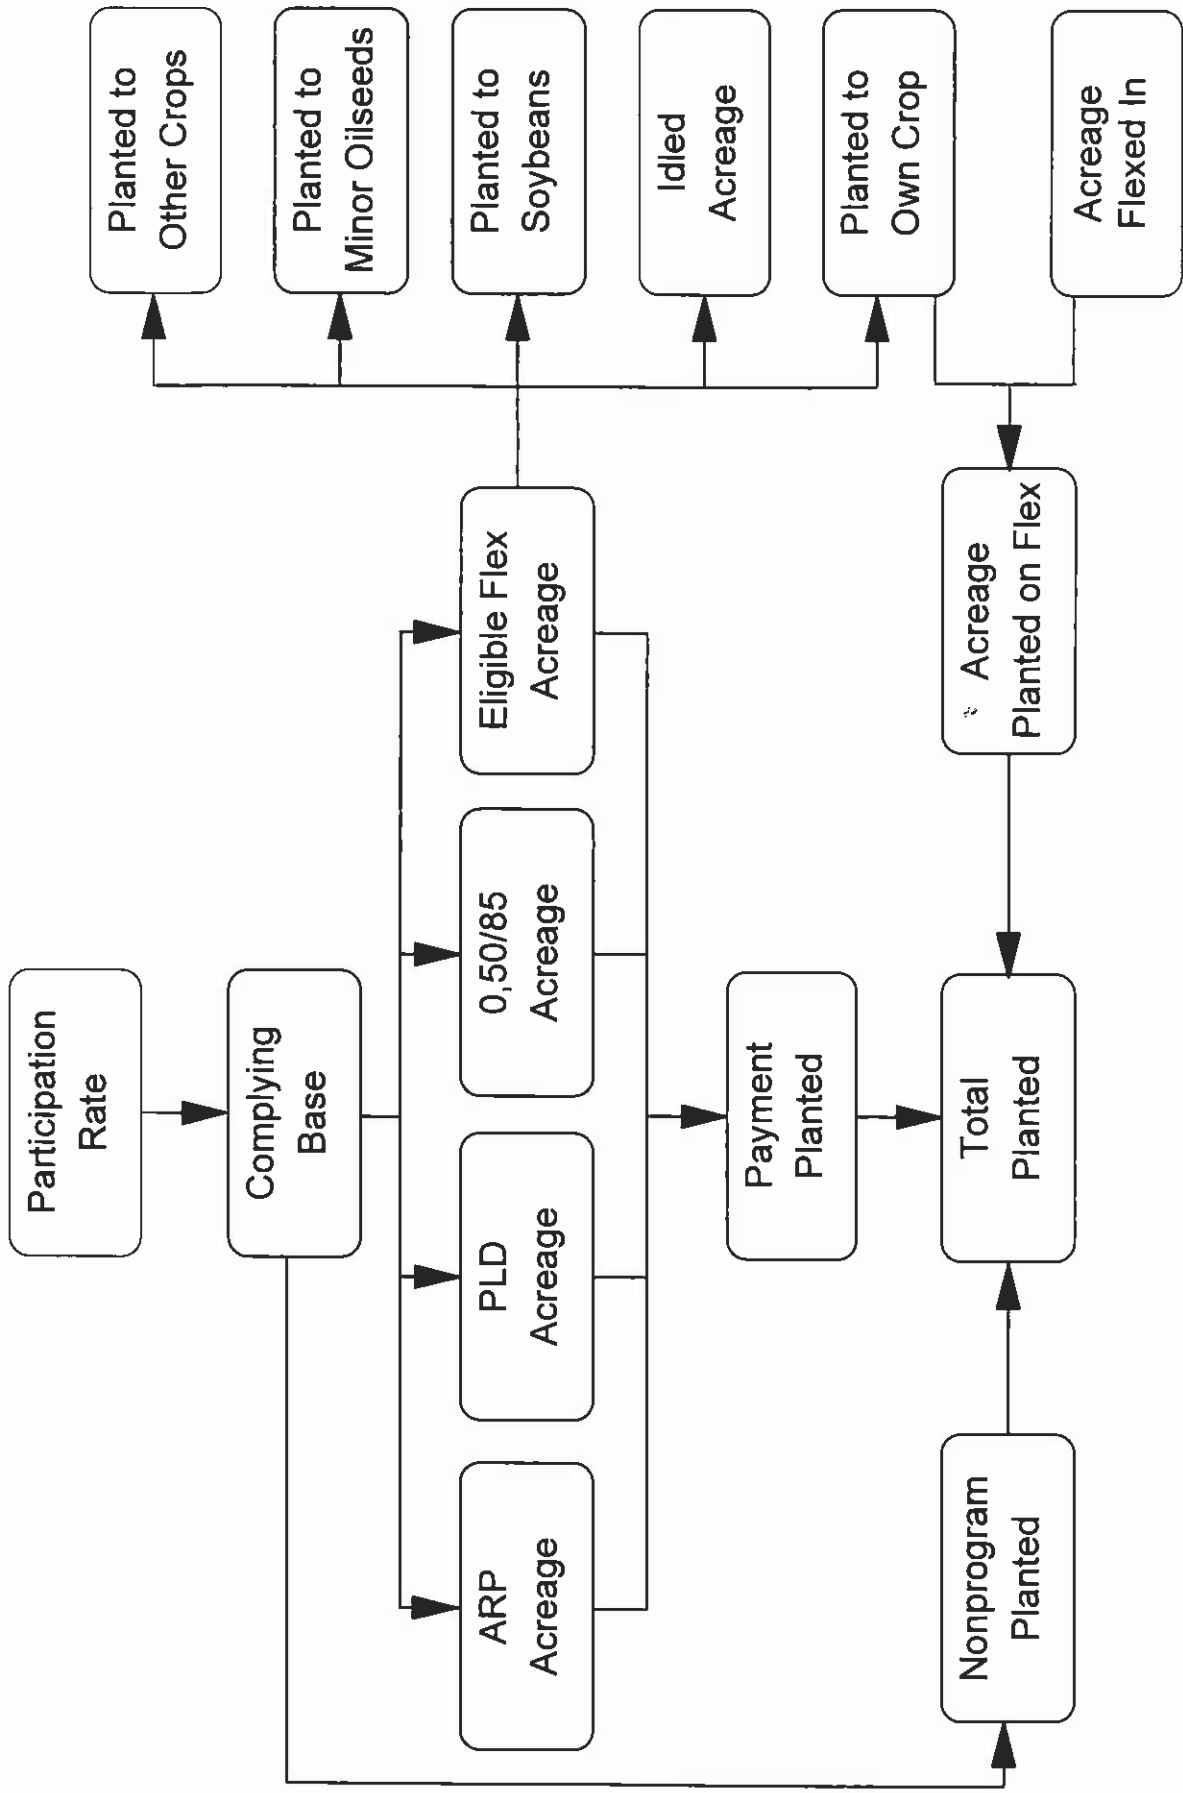 Participation
Rate
Complying
Base
ARP
Acreage
PLD
Acreage
0,50/85
Acreage
Eligible Flex
Acreage
Planted to
Other Crops
Planted to
Minor Oilseeds
Planted to
Soybeans
Idled
Acreage
Planted to
Own Crop
Acreage
Flexed In
Payment
Planted
Nonprogram
Planted
Total
Planted
Acreage
Planted on Flex